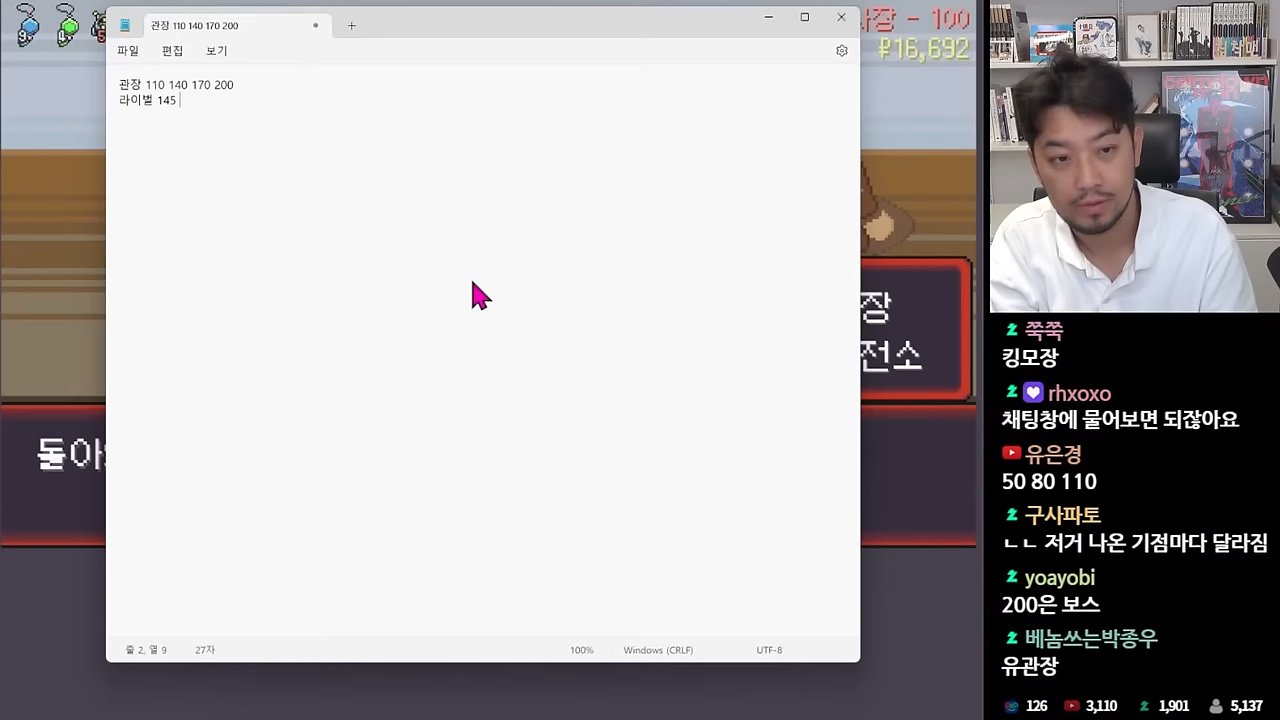 관장 110 140 170 200
파일 편집 보기
관장 110 140 170 200
라이벌 145
줄 2, 열 9 27자 100% Windows (CRLF) UTF-8
장 - 100
₽16,692
장
전소
돌아
쭉쭉
킹모장
rhxoxo
채팅창에 물어보면 되잖아요
유은경
50 80 110
구사파토
ㄴㄴ 저거 나온 기점마다 달라짐
yoayobi
200은 보스
베놈쓰는박종우
유관장
126 3,110 1,901 5,137